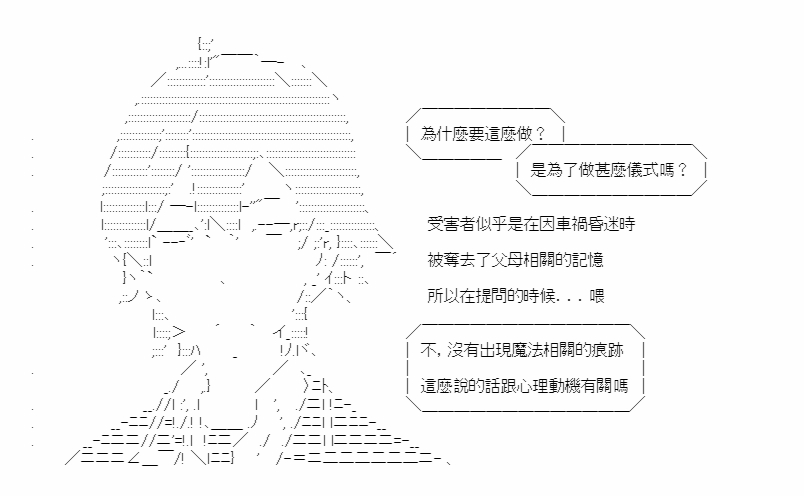 為什麼要這麼做？
是為了做甚麼儀式嗎？
受害者似乎是在因車禍昏迷時
被奪去了父母相關的記憶
所以在提問的時候．．．喂
不，沒有出現魔法相關的痕跡
這麼說的話跟心理動機有關嗎